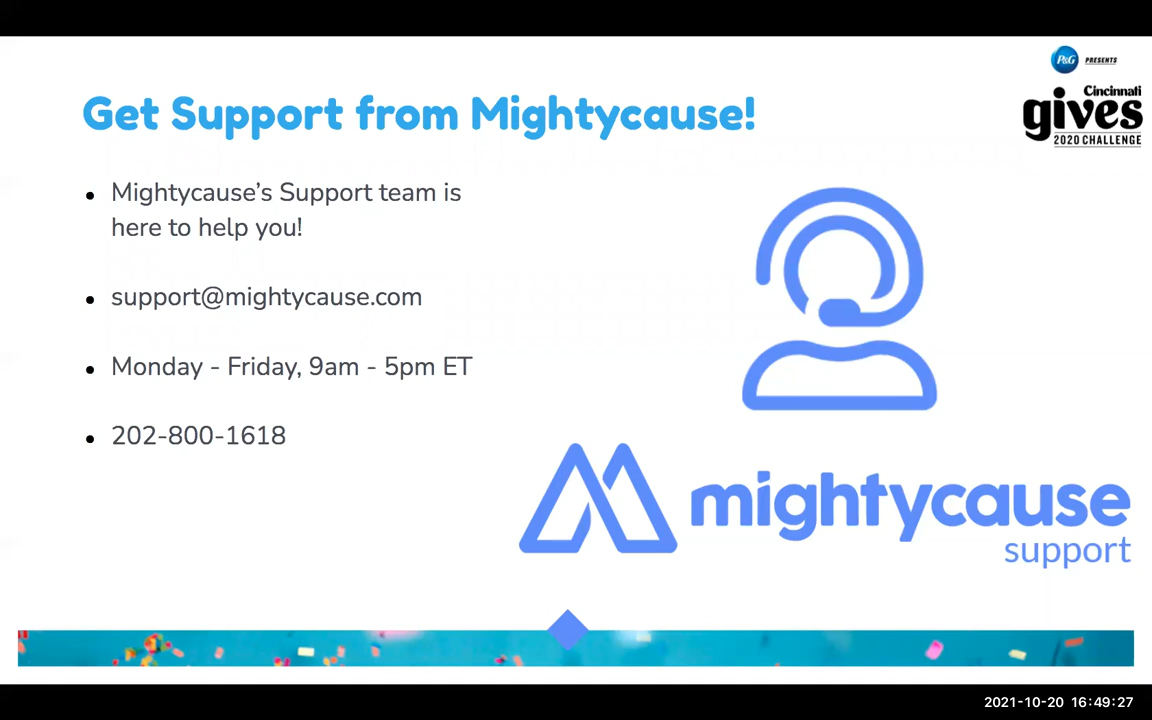 P&G PRESENTS
Cincinnati
gives
2020 CHALLENGE
Get Support from Mightycause!
• Mightycause’s Support team is
here to help you!
• support@mightycause.com
• Monday - Friday, 9am - 5pm ET
• 202-800-1618
mightycause
support
2021-10-20 16:49:27